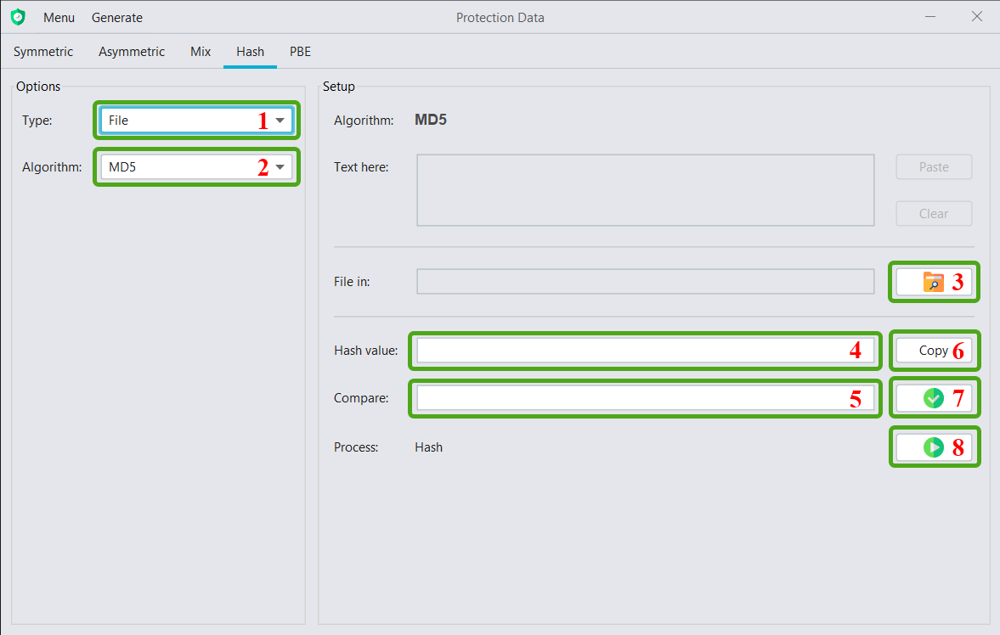 Menu Generate Protection Data
Symmetric Asymmetric Mix Hash PBE
Options
Type: File 1
Algorithm: MD5 2
Setup
Algorithm: MD5
Text here: Paste
Clear
File in: 3
Hash value: 4 Copy 6
Compare: 5 7
Process: Hash 8